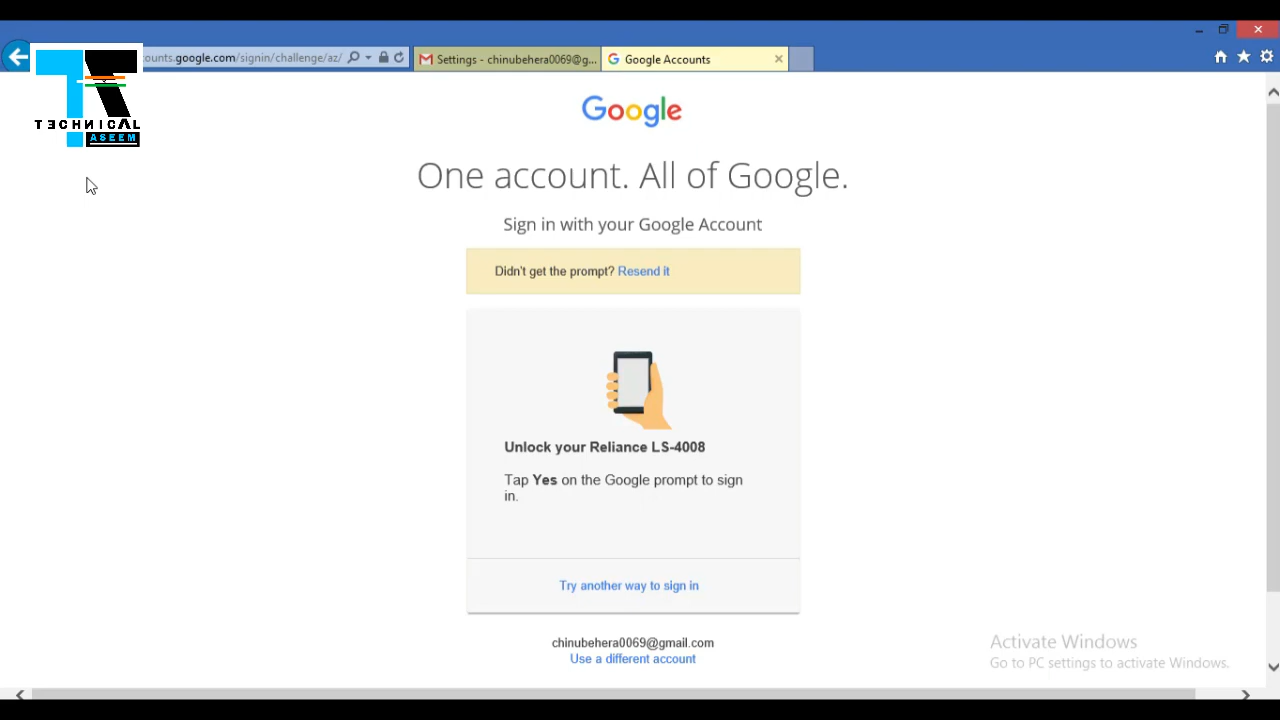 ounts.google.com/signin/challenge/az/
Settings - chinubehera0069@g...
Google Accounts
TECHNICAL
ASEEM
Google
One account. All of Google.
Sign in with your Google Account
Didn't get the prompt? Resend it
Unlock your Reliance LS-4008
Tap Yes on the Google prompt to sign
in.
Try another way to sign in
chinubehera0069@gmail.com
Use a different account
Activate Windows
Go to PC settings to activate Windows.